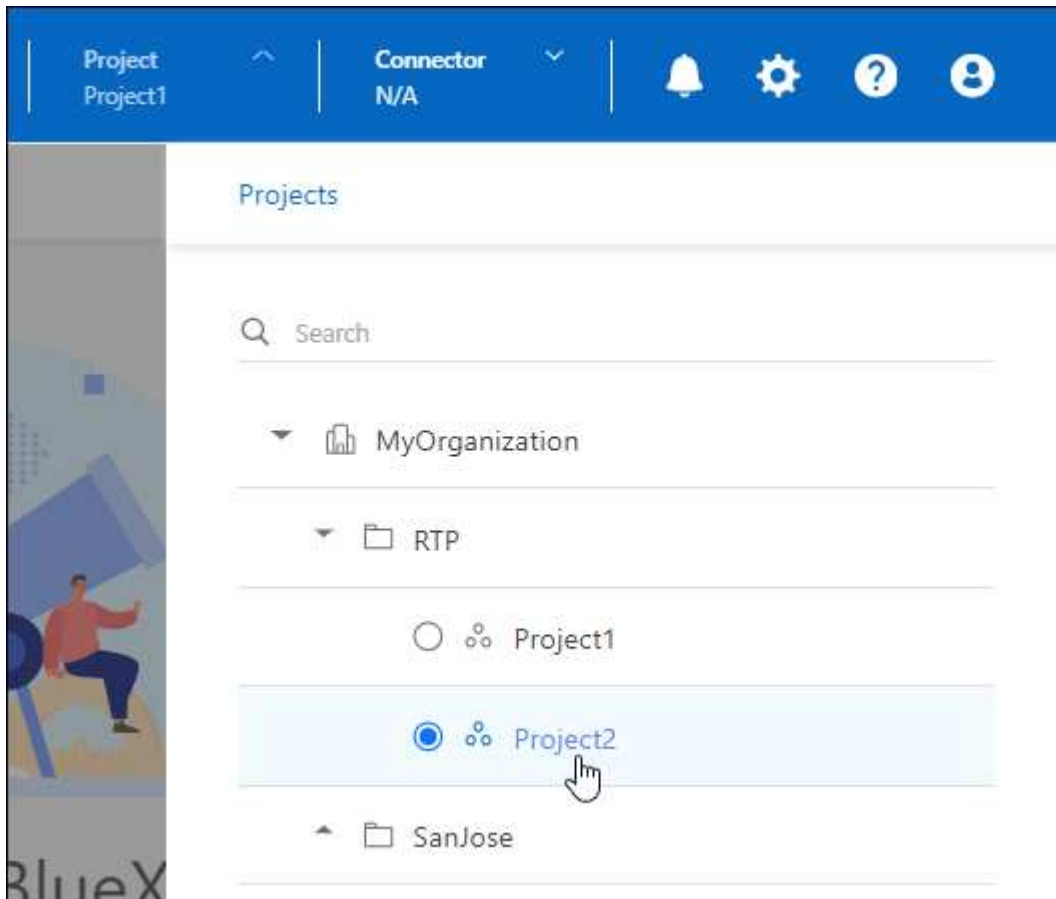 Project
Project1
Connector
N/A
Projects
Search
MyOrganization
RTP
Project1
Project2
SanJose
BlueX